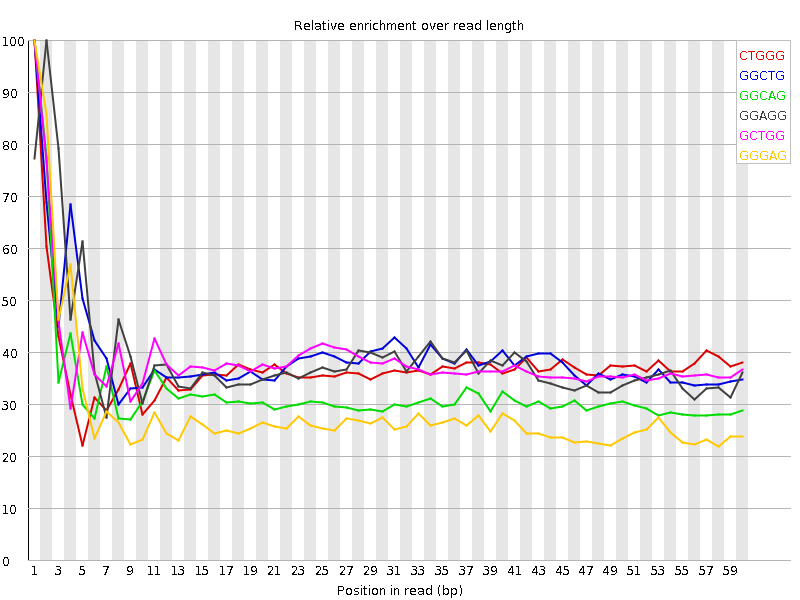 Relative enrichment over read length
100
90
80
70
60
50
40
30
20
10
0
CTGGG
GGCTG
GGCAG
GGAGG
GCTGG
GGGAG
1 3 5 7 9 11 13 15 17 19 21 23 25 27 29 31 33 35 37 39 41 43 45 47 49 51 53 55 57 59
Position in read (bp)